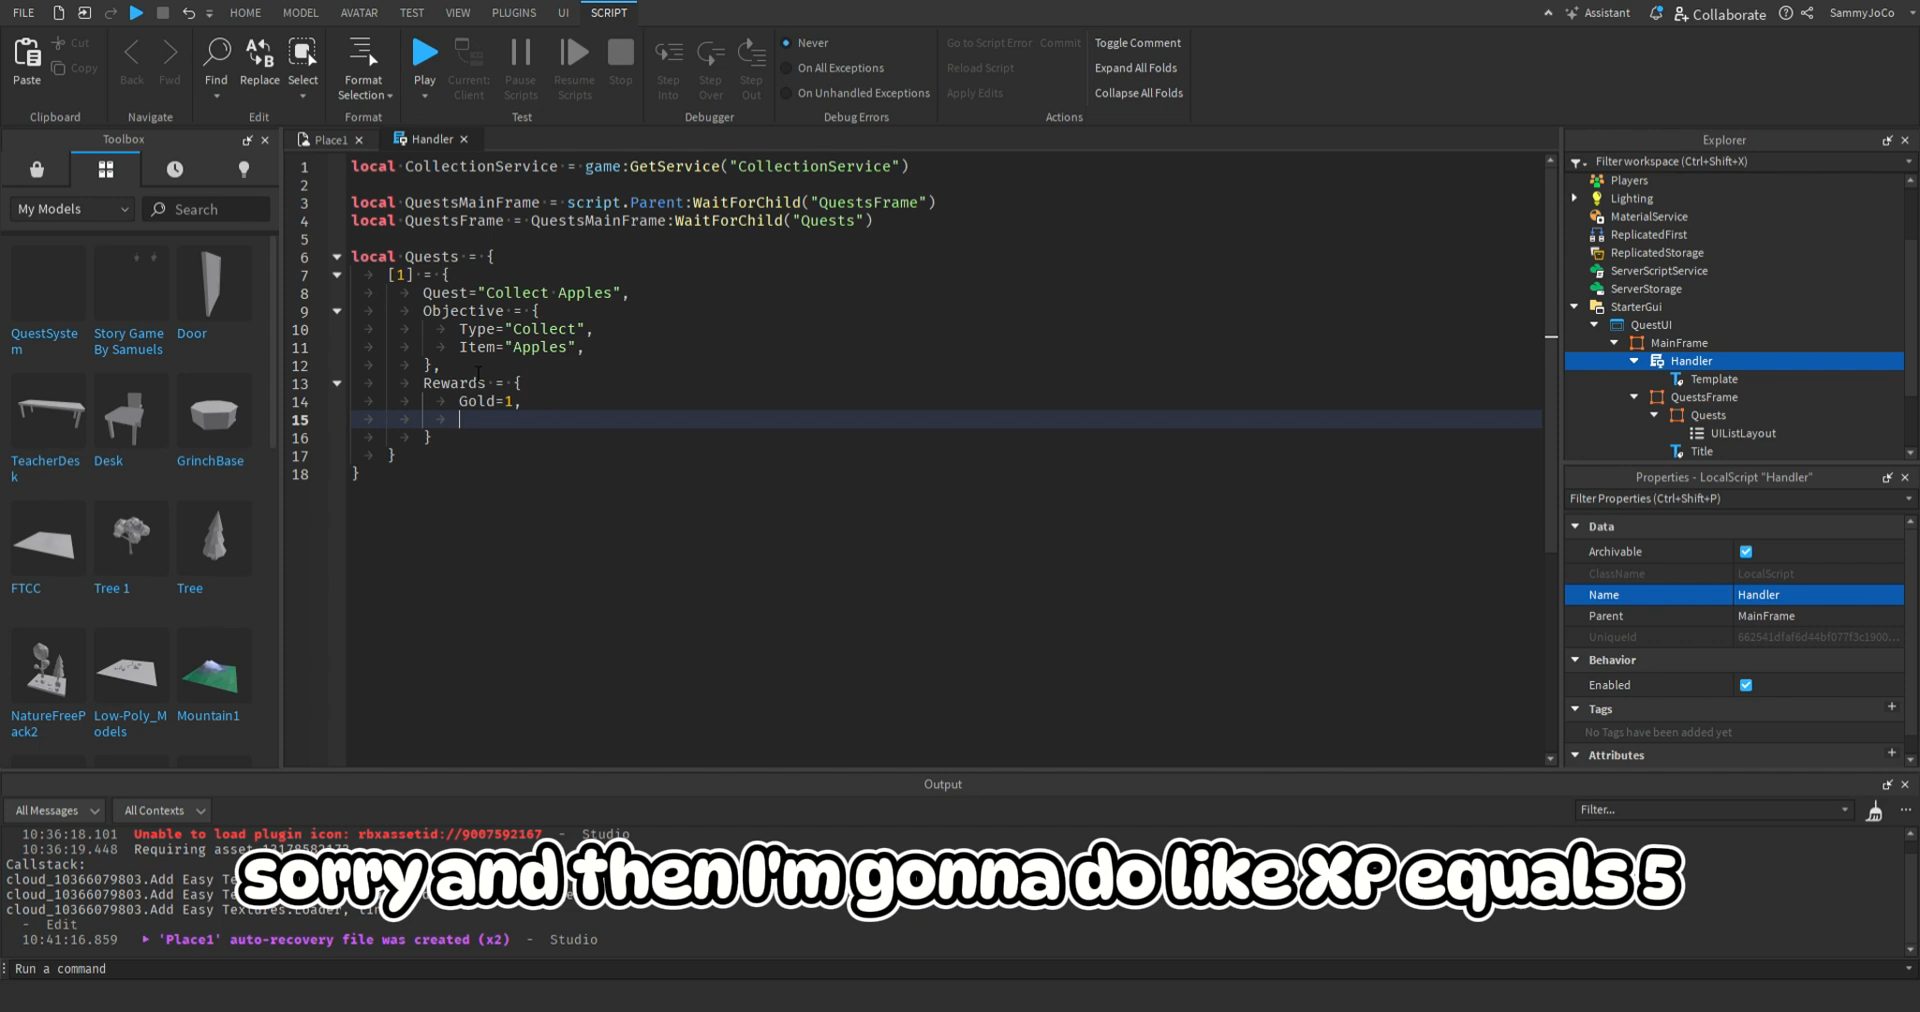 FILE HOME MODEL AVATAR TEST VIEW PLUGINS UI SCRIPT Assistant Collaborate SammyJoCo
Paste Cut Copy
Back Fwd
Find Replace Select
Format Selection
Play Current: Client Pause Scripts Resume Scripts Stop
Step Into Step Over Step Out
Never
On All Exceptions
On Unhandled Exceptions
Go to Script Error Commit
Reload Script
Apply Edits
Toggle Comment
Expand All Folds
Collapse All Folds
Clipboard Navigate Edit Format Test Debugger Debug Errors Actions
Toolbox
My Models Search
QuestSyste
m
Story Game
By Samuels
Door
TeacherDes
k
Desk
GrinchBase
FTCC
Tree 1
Tree
NatureFreeP
ack2
Low-Poly_M
odels
Mountain1
Place1 Handler
1 local CollectionService = game:GetService("CollectionService")
2
3 local QuestsMainFrame = script.Parent:WaitForChild("QuestsFrame")
4 local QuestsFrame = QuestsMainFrame:WaitForChild("Quests")
5
6 local Quests = {
7 [1] = {
8 Quest="Collect Apples",
9 Objective = {
10 Type="Collect",
11 Item="Apples",
12 },
13 Rewards = {
14 Gold=1,
15
16 }
17 }
18 }
Explorer
Filter workspace (Ctrl+Shift+X)
Players
Lighting
MaterialService
ReplicatedFirst
ReplicatedStorage
ServerScriptService
ServerStorage
StarterGui
QuestUI
MainFrame
Handler
Template
QuestsFrame
Quests
UIListLayout
Title
Properties - LocalScript "Handler"
Filter Properties (Ctrl+Shift+P)
Data
Archivable
ClassName LocalScript
Name Handler
Parent MainFrame
UniqueId 662541dfaf6d44bf077f3c1900...
Behavior
Enabled
Tags
No Tags have been added yet
Attributes
Output
All Messages All Contexts Filter...
10:36:18.101 Unable to load plugin icon: rbxassetid://9007592167 - Studio
10:36:19.448 Requiring asset
Callstack:
cloud_10366079803.Add Easy
cloud_10366079803.Add Easy
cloud_10366079803.Add Easy Textures.Loader,
- Edit
10:41:16.859 'Place1' auto-recovery file was created (x2) - Studio
sorry and then I'm gonna do like XP equals 5
Run a command